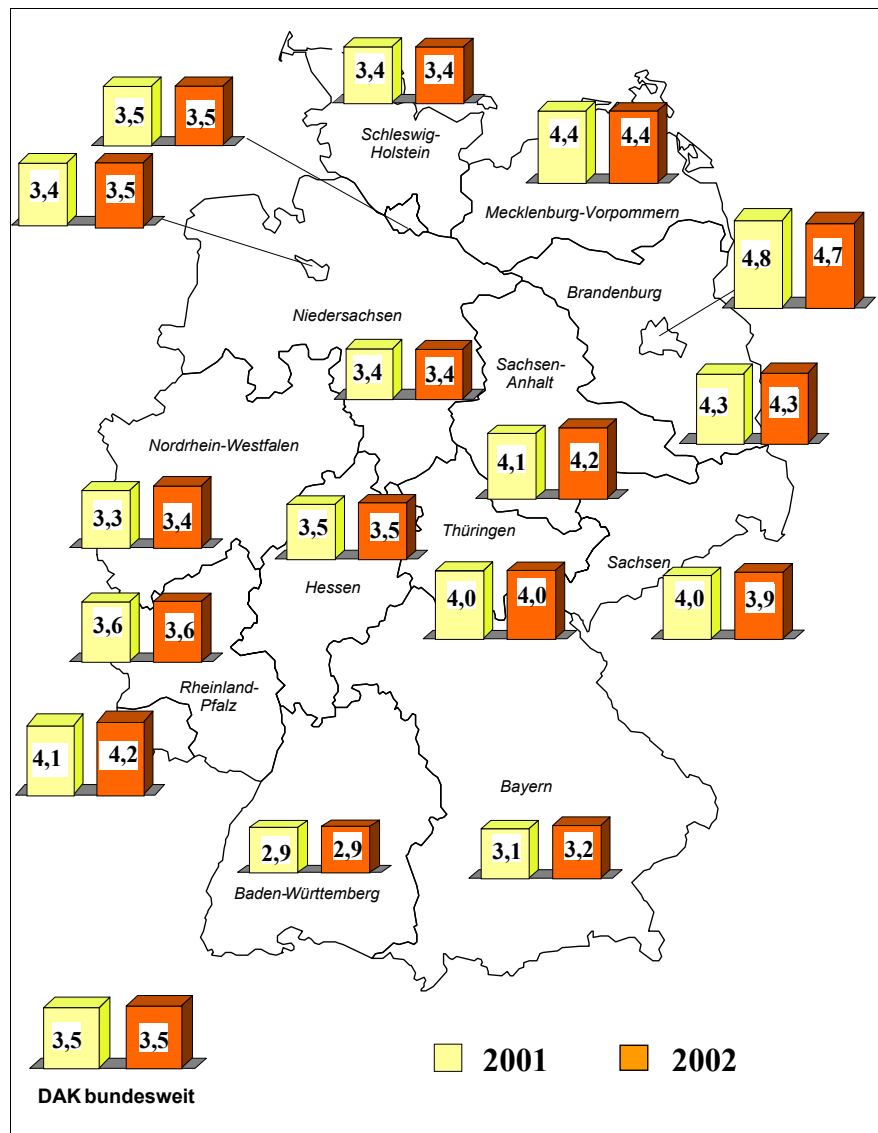 3,4 3,4
3,5 3,5
Schleswig-
Holstein
4,4 4,4
3,4 3,5
Mecklenburg-Vorpommern
4,8 4,7
Brandenburg
Niedersachsen
3,4 3,4
Sachsen-
Anhalt
4,3 4,3
Nordrhein-Westfalen
4,1 4,2
3,3 3,4
3,5 3,5
Thüringen
Sachsen
Hessen
4,0 4,0
4,0 3,9
3,6 3,6
Rheinland-
Pfalz
4,1 4,2
Bayern
2,9 2,9
3,1 3,2
Baden-Württemberg
3,5 3,5
2001 2002
DAK bundesweit